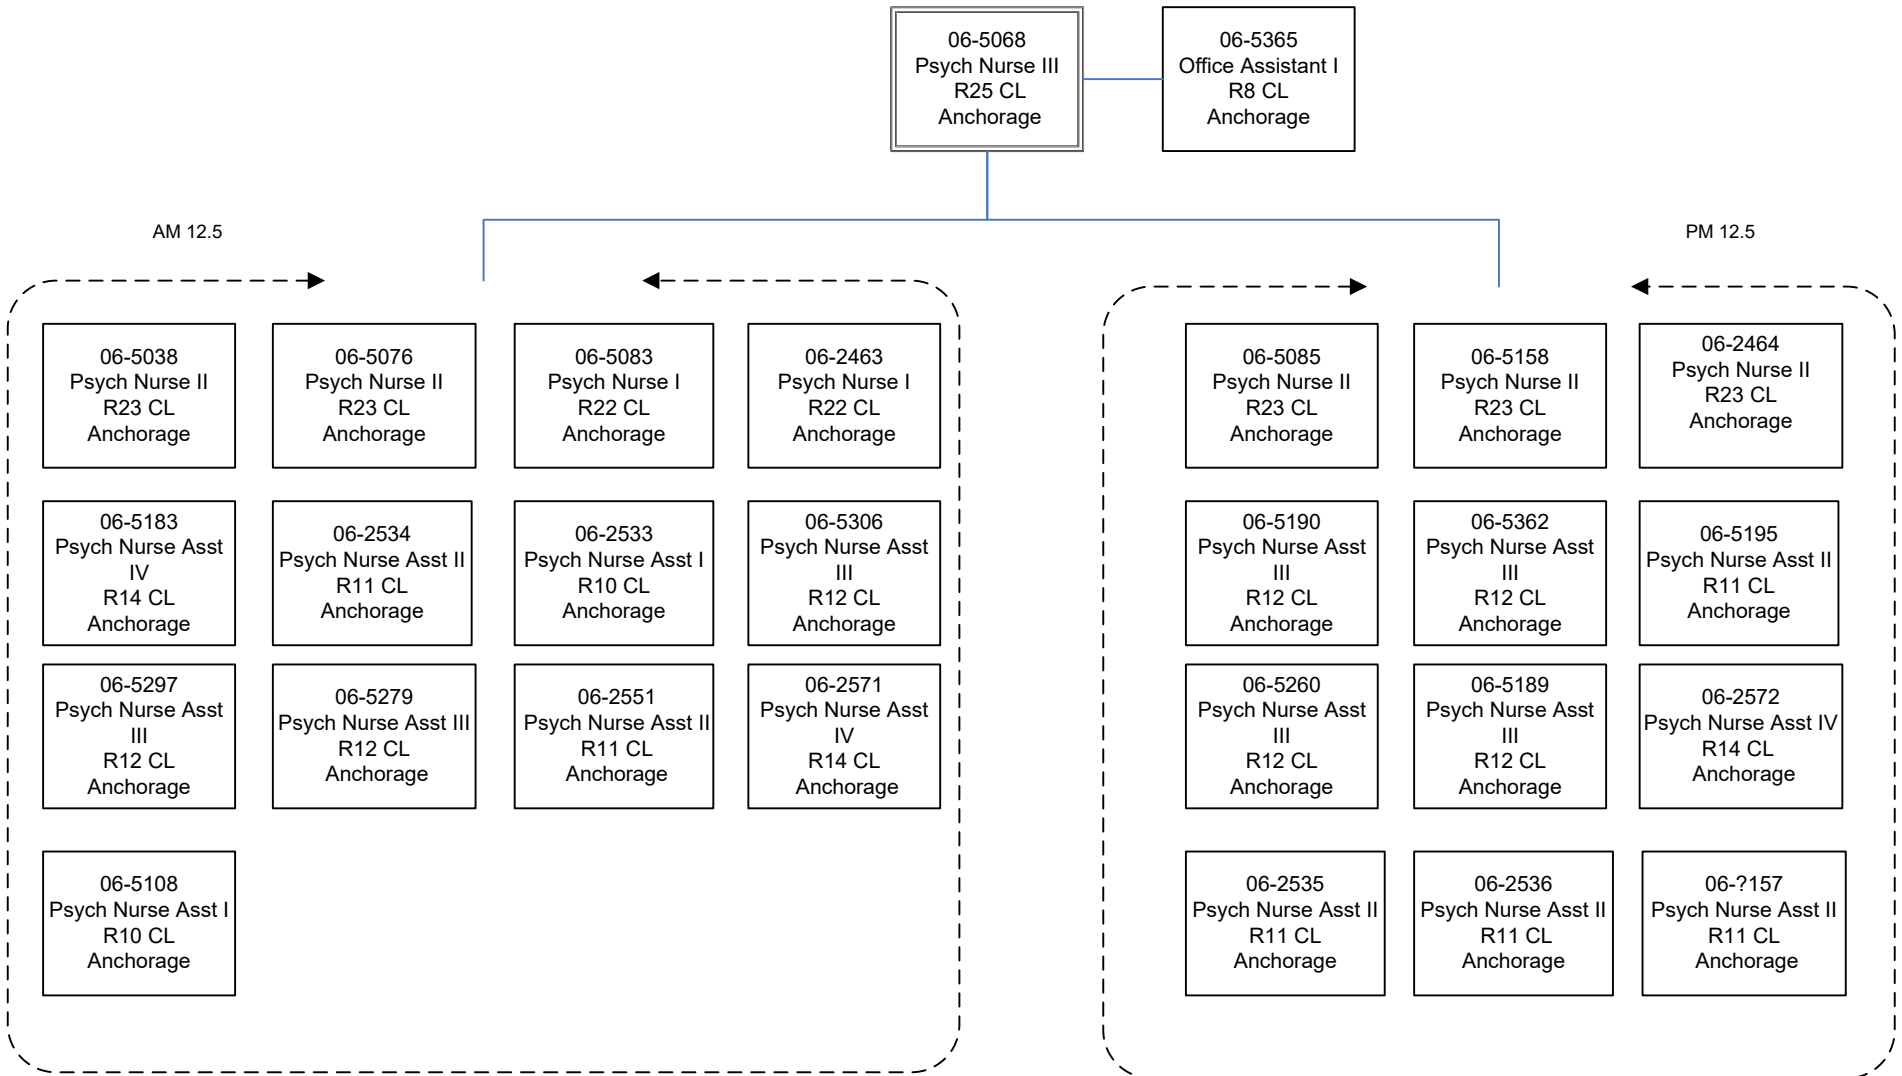 06-5068
Psych Nurse III
R25 CL
Anchorage
06-5365
Office Assistant I
R8 CL
Anchorage
AM 12.5
PM 12.5
06-5038
Psych Nurse II
R23 CL
Anchorage
06-5076
Psych Nurse II
R23 CL
Anchorage
06-5083
Psych Nurse I
R22 CL
Anchorage
06-2463
Psych Nurse I
R22 CL
Anchorage
06-5183
Psych Nurse Asst
IV
R14 CL
Anchorage
06-2534
Psych Nurse Asst II
R11 CL
Anchorage
06-2533
Psych Nurse Asst I
R10 CL
Anchorage
06-5306
Psych Nurse Asst
III
R12 CL
Anchorage
06-5297
Psych Nurse Asst
III
R12 CL
Anchorage
06-5279
Psych Nurse Asst III
R12 CL
Anchorage
06-2551
Psych Nurse Asst II
R11 CL
Anchorage
06-2571
Psych Nurse Asst
IV
R14 CL
Anchorage
06-5108
Psych Nurse Asst I
R10 CL
Anchorage
06-5085
Psych Nurse II
R23 CL
Anchorage
06-5158
Psych Nurse II
R23 CL
Anchorage
06-2464
Psych Nurse II
R23 CL
Anchorage
06-5190
Psych Nurse Asst
III
R12 CL
Anchorage
06-5362
Psych Nurse Asst
III
R12 CL
Anchorage
06-5195
Psych Nurse Asst II
R11 CL
Anchorage
06-5260
Psych Nurse Asst
III
R12 CL
Anchorage
06-5189
Psych Nurse Asst
III
R12 CL
Anchorage
06-2572
Psych Nurse Asst IV
R14 CL
Anchorage
06-2535
Psych Nurse Asst II
R11 CL
Anchorage
06-2536
Psych Nurse Asst II
R11 CL
Anchorage
06-?157
Psych Nurse Asst II
R11 CL
Anchorage